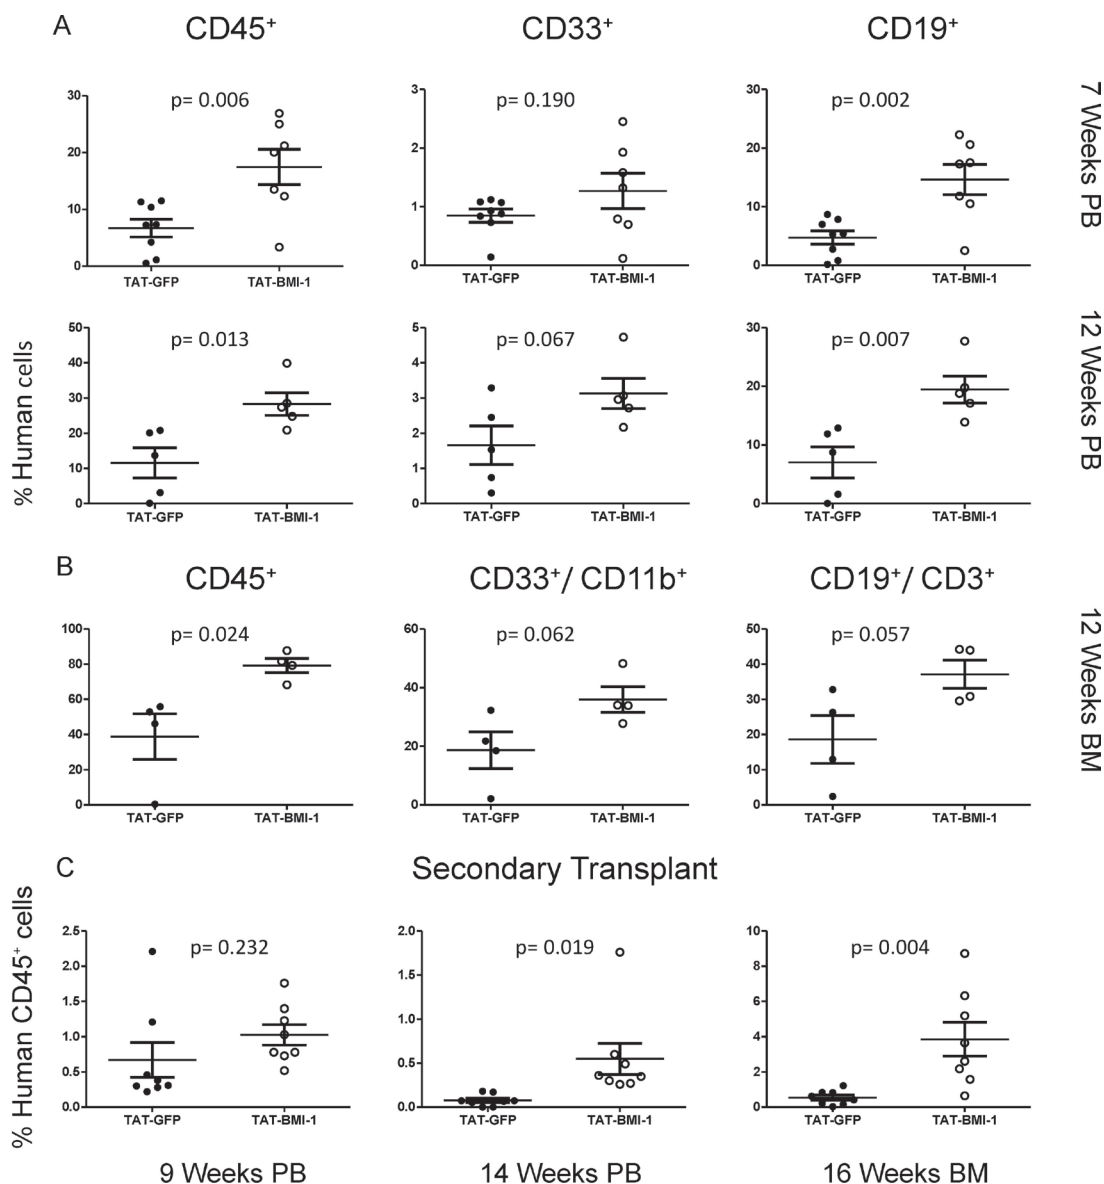 A
CD45⁺ CD33⁺ CD19⁺
30 20 10 0
p= 0.006
TAT-GFP TAT-BMI-1
3 2 1 0
p= 0.190
TAT-GFP TAT-BMI-1
30 20 10 0
p= 0.002
TAT-GFP TAT-BMI-1
7 Weeks PB
% Human cells
50 40 30 20 10 0
p= 0.013
TAT-GFP TAT-BMI-1
5 4 3 2 1 0
p= 0.067
TAT-GFP TAT-BMI-1
30 20 10 0
p= 0.007
TAT-GFP TAT-BMI-1
12 Weeks PB
B
CD45⁺ CD33⁺/ CD11b⁺ CD19⁺/ CD3⁺
100 80 60 40 20 0
p= 0.024
TAT-GFP TAT-BMI-1
60 40 20 0
p= 0.062
TAT-GFP TAT-BMI-1
50 40 30 20 10 0
p= 0.057
TAT-GFP TAT-BMI-1
12 Weeks BM
C
Secondary Transplant
% Human CD45⁺ cells
2.5 2.0 1.5 1.0 0.5 0.0
p= 0.232
TAT-GFP TAT-BMI-1
9 Weeks PB
2.0 1.5 1.0 0.5 0.0
p= 0.019
TAT-GFP TAT-BMI-1
14 Weeks PB
10 8 6 4 2 0
p= 0.004
TAT-GFP TAT-BMI-1
16 Weeks BM